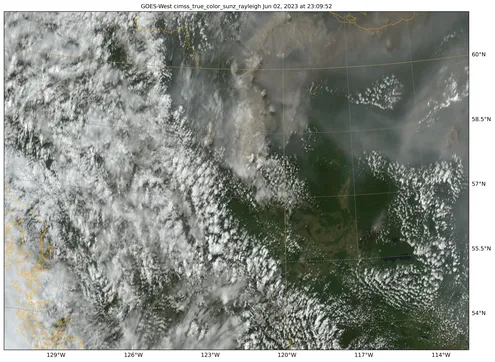 GOES-West cimss_true_color_sunz_rayleigh Jun 02, 2023 at 23:09:52
60°N
58.5°N
57°N
55.5°N
54°N
129°W 126°W 123°W 120°W 117°W 114°W